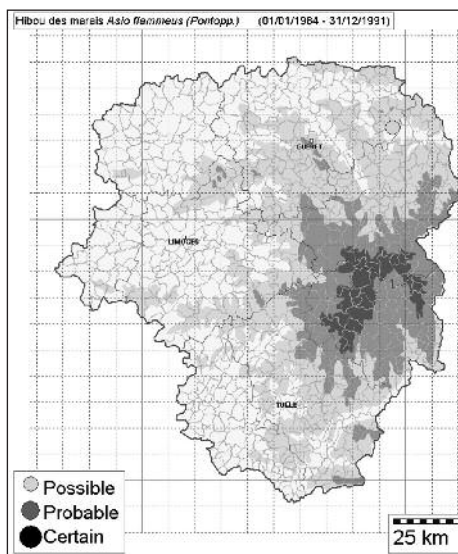 Hibou des marais Asio flammeus (Pontopp.) (01/01/1984 - 31/12/1991)
GUERET
LIMOGES
TULLE
Possible
Probable
Certain
25 km